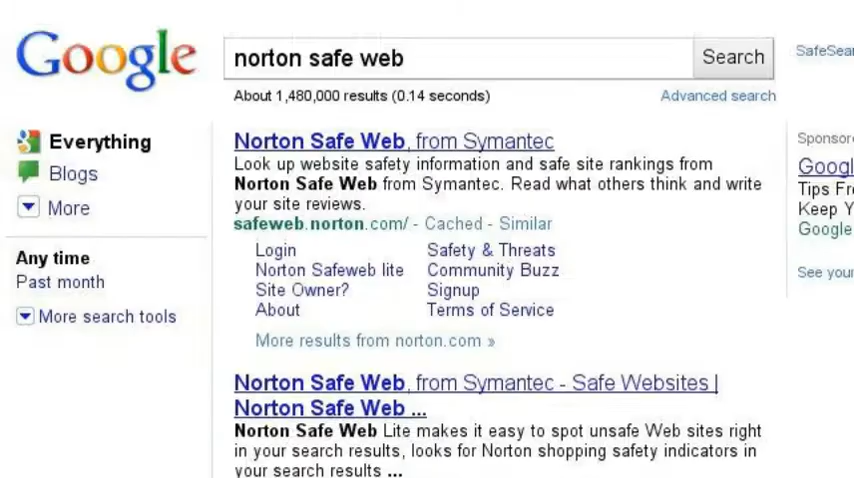 Google
norton safe web
Search
SafeSear
About 1,480,000 results (0.14 seconds)
Advanced search
Everything
Blogs
More
Any time
Past month
More search tools
Norton Safe Web, from Symantec
Look up website safety information and safe site rankings from
Norton Safe Web from Symantec. Read what others think and write
your site reviews.
safeweb.norton.com/ - Cached - Similar
Login
Safety & Threats
Norton Safeweb lite
Community Buzz
Site Owner?
Signup
About
Terms of Service
More results from norton.com »
Norton Safe Web, from Symantec - Safe Websites |
Norton Safe Web ...
Norton Safe Web Lite makes it easy to spot unsafe Web sites right
in your search results, looks for Norton shopping safety indicators in
your search results ...
Sponsor
Googl
Tips Fr
Keep Y
Google
See your